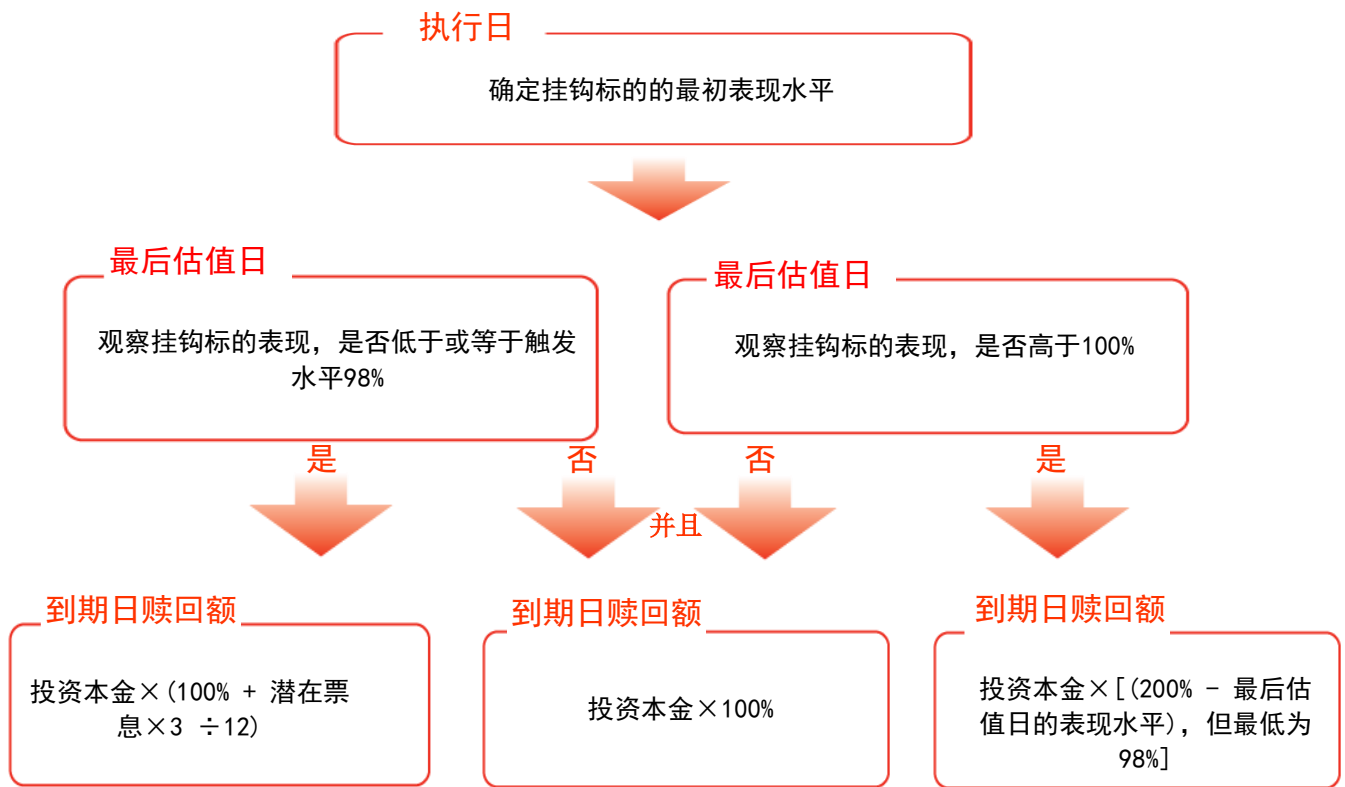 执行日
确定挂钩标的的最初表现水平
最后估值日
最后估值日
观察挂钩标的表现，是否低于或等于触发
水平98%
观察挂钩标的表现，是否高于100%
是
否
否
是
并且
到期日赎回额
到期日赎回额
到期日赎回额
投资本金×(100% + 潜在票
息×3 ÷12)
投资本金×100%
投资本金×[(200% - 最后估
值日的表现水平)，但最低为
98%]